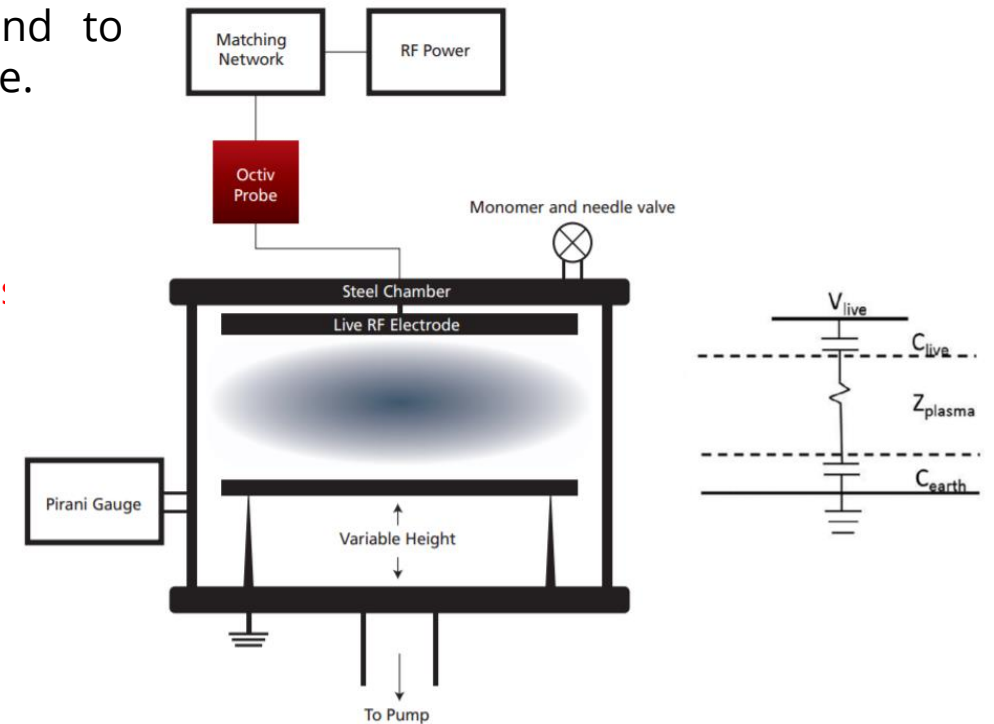 nd to
e.
Matching
Network
RF Power
Octiv
Probe
Monomer and needle valve
s
Steel Chamber
Live RF Electrode
V_live
C_live
Z_plasma
C_earth
Pirani Gauge
Variable Height
To Pump